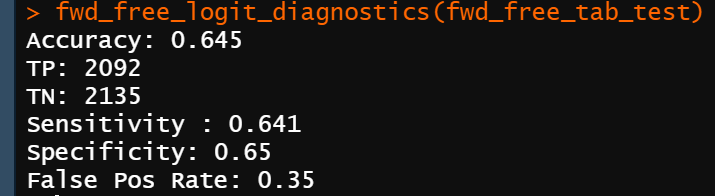 > fwd_free_logit_diagnostics(fwd_free_tab_test)
Accuracy: 0.645
TP: 2092
TN: 2135
Sensitivity : 0.641
Specificity: 0.65
False Pos Rate: 0.35